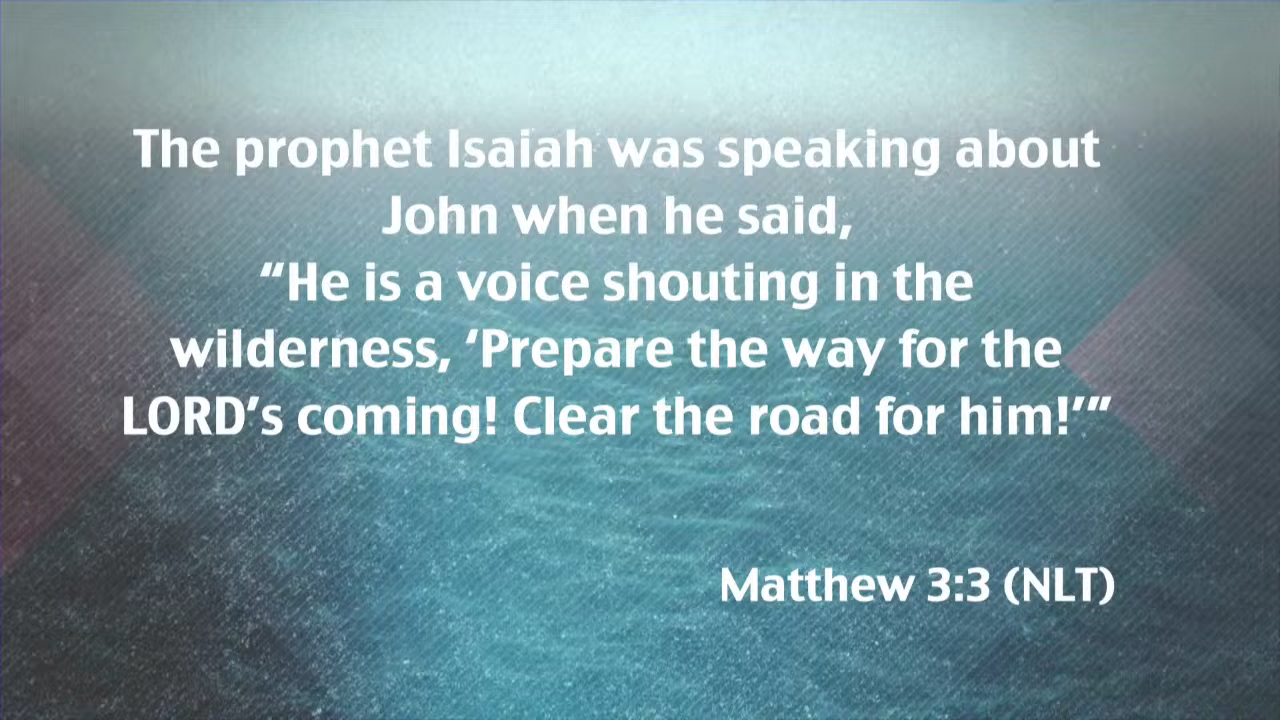 The prophet Isaiah was speaking about
John when he said,
“He is a voice shouting in the
wilderness, ‘Prepare the way for the
LORD’s coming! Clear the road for him!’”
Matthew 3:3 (NLT)